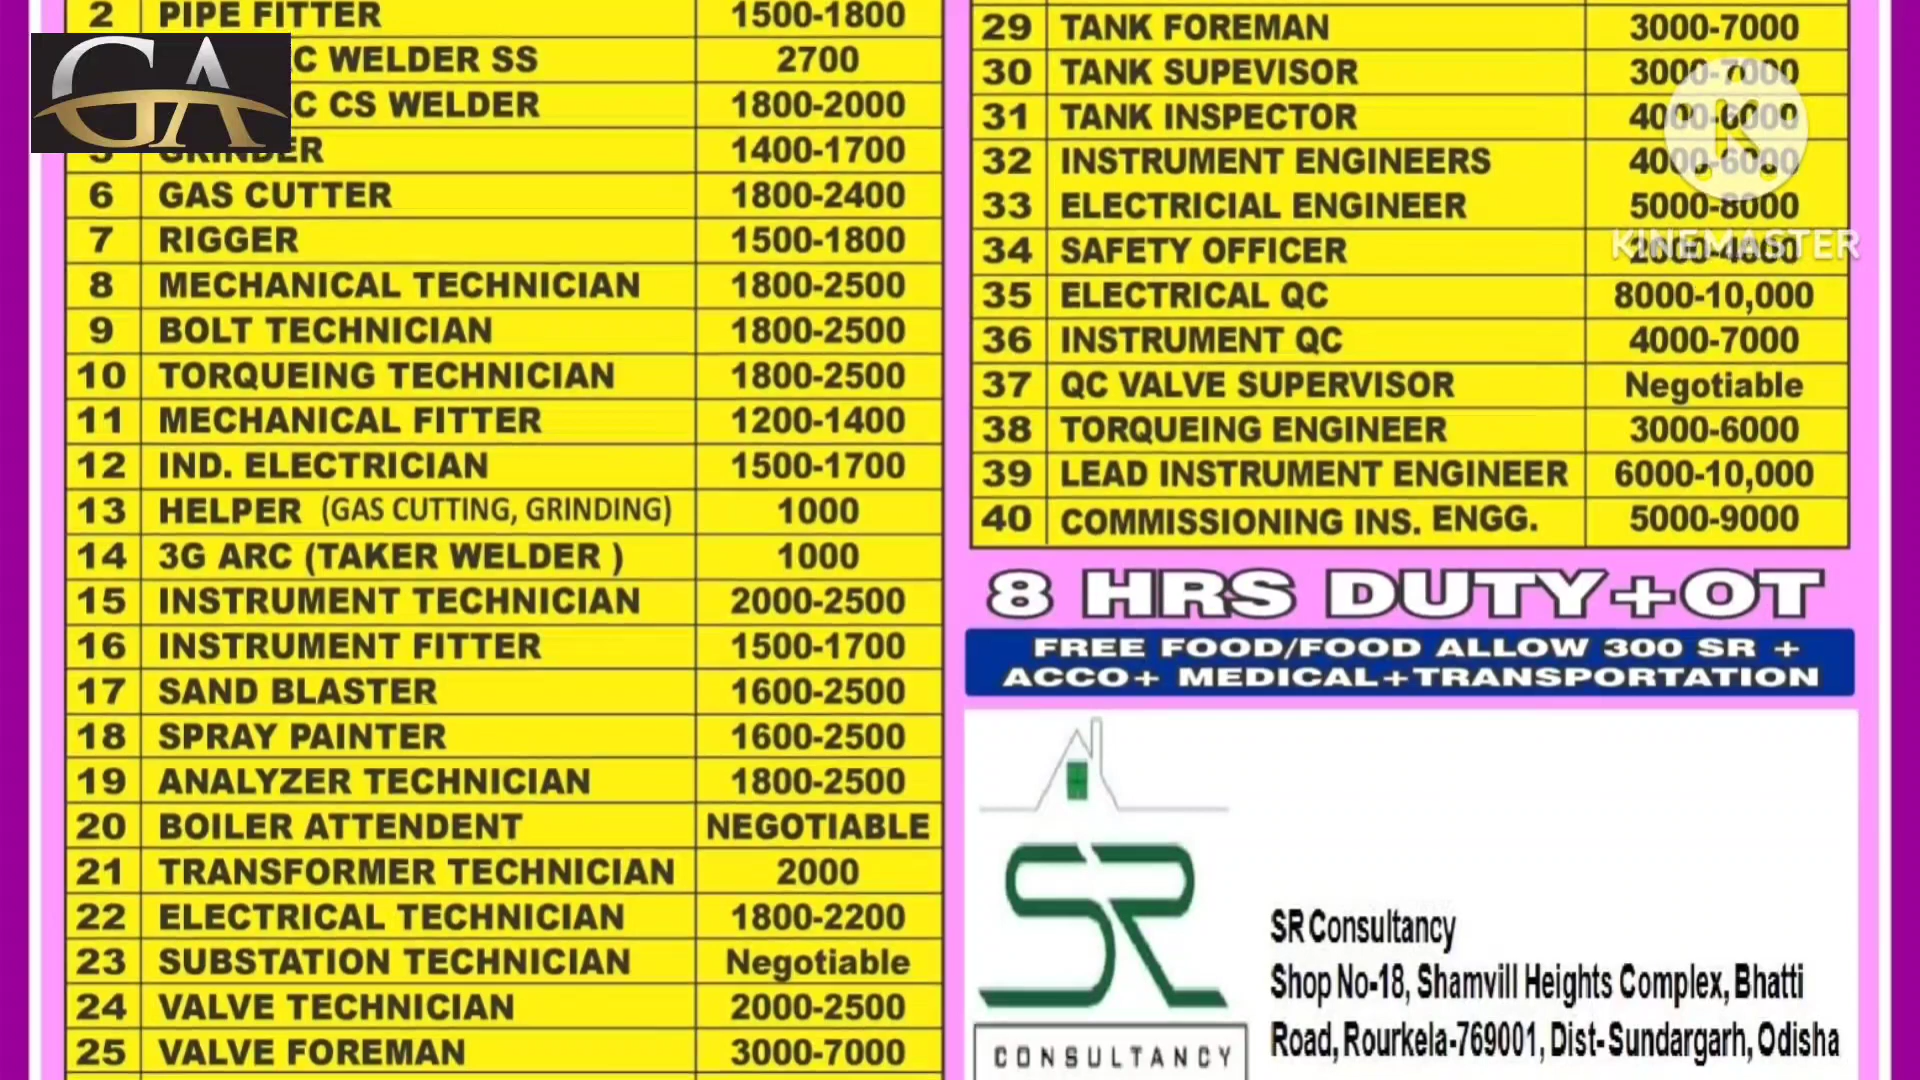 2 PIPE FITTER 1500-1800
GA
C WELDER SS 2700
C CS WELDER 1800-2000
5 GRINDER 1400-1700
6 GAS CUTTER 1800-2400
7 RIGGER 1500-1800
8 MECHANICAL TECHNICIAN 1800-2500
9 BOLT TECHNICIAN 1800-2500
10 TORQUEING TECHNICIAN 1800-2500
11 MECHANICAL FITTER 1200-1400
12 IND. ELECTRICIAN 1500-1700
13 HELPER (GAS CUTTING, GRINDING) 1000
14 3G ARC (TAKER WELDER ) 1000
15 INSTRUMENT TECHNICIAN 2000-2500
16 INSTRUMENT FITTER 1500-1700
17 SAND BLASTER 1600-2500
18 SPRAY PAINTER 1600-2500
19 ANALYZER TECHNICIAN 1800-2500
20 BOILER ATTENDENT NEGOTIABLE
21 TRANSFORMER TECHNICIAN 2000
22 ELECTRICAL TECHNICIAN 1800-2200
23 SUBSTATION TECHNICIAN Negotiable
24 VALVE TECHNICIAN 2000-2500
25 VALVE FOREMAN 3000-7000
29 TANK FOREMAN 3000-7000
30 TANK SUPEVISOR 3000-7000
31 TANK INSPECTOR 4000-6000
32 INSTRUMENT ENGINEERS 4000-6000
33 ELECTRICIAL ENGINEER 5000-8000
34 SAFETY OFFICER
KINEMASTER
35 ELECTRICAL QC 8000-10,000
36 INSTRUMENT QC 4000-7000
37 QC VALVE SUPERVISOR Negotiable
38 TORQUEING ENGINEER 3000-6000
39 LEAD INSTRUMENT ENGINEER 6000-10,000
40 COMMISSIONING INS. ENGG. 5000-9000
8 HRS DUTY+OT
FREE FOOD/FOOD ALLOW 300 SR +
ACCO+ MEDICAL+TRANSPORTATION
SR
CONSULTANCY
SR Consultancy
Shop No-18, Shamvill Heights Complex, Bhatti
Road, Rourkela-769001, Dist- Sundargarh, Odisha